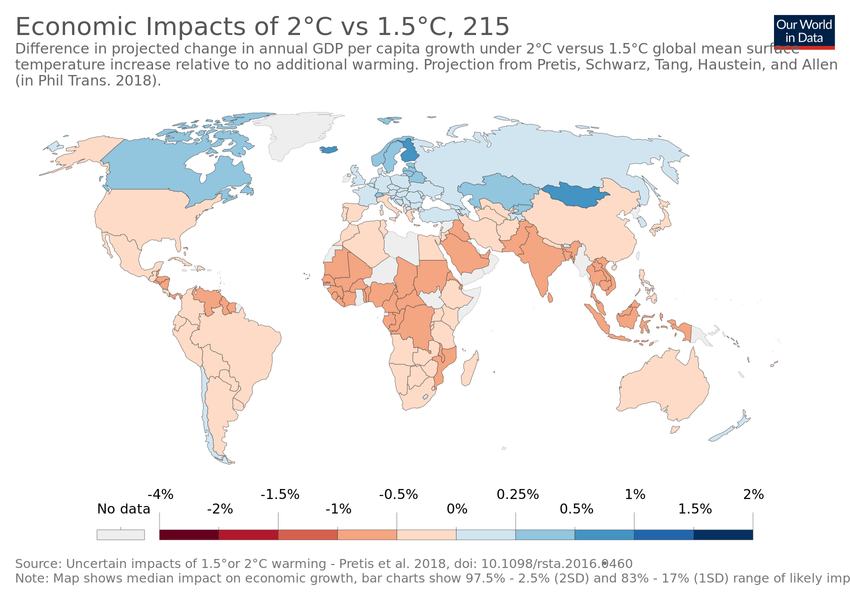 Economic Impacts of 2°C vs 1.5°C, 215
Our World
in Data
Difference in projected change in annual GDP per capita growth under 2°C versus 1.5°C global mean surface
temperature increase relative to no additional warming. Projection from Pretis, Schwarz, Tang, Haustein, and Allen
(in Phil Trans. 2018).
-4% -1.5% -0.5% 0.25% 1% 2%
No data -2% -1% 0% 0.5% 1.5%
Source: Uncertain impacts of 1.5°or 2°C warming - Pretis et al. 2018, doi: 10.1098/rsta.2016.0460
Note: Map shows median impact on economic growth, bar charts show 97.5% - 2.5% (2SD) and 83% - 17% (1SD) range of likely imp